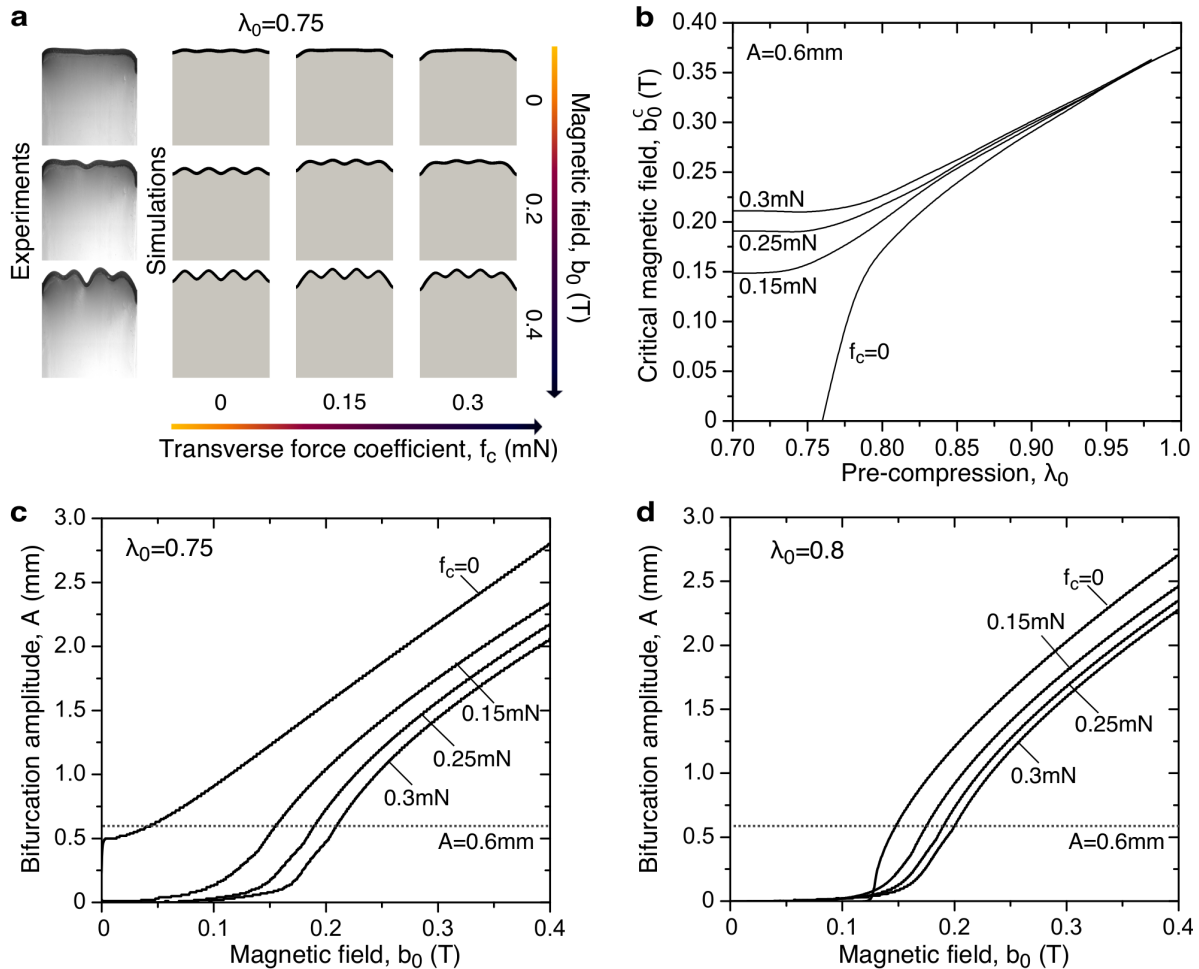 a
λ₀=0.75
Experiments
Simulations
0
0.2
0.4
Magnetic field, b₀ (T)
0
0.15
0.3
Transverse force coefficient, f_c (mN)
b
A=0.6mm
0.3mN
0.25mN
0.15mN
f_c=0
0.40
0.35
0.30
0.25
0.20
0.15
0.10
0.05
0
Critical magnetic field, b₀ᶜ (T)
0.70
0.75
0.80
0.85
0.90
0.95
1.0
Pre-compression, λ₀
c
λ₀=0.75
f_c=0
0.15mN
0.25mN
0.3mN
A=0.6mm
3.0
2.5
2.0
1.5
1.0
0.5
0
Bifurcation amplitude, A (mm)
0
0.1
0.2
0.3
0.4
Magnetic field, b₀ (T)
d
λ₀=0.8
f_c=0
0.15mN
0.25mN
0.3mN
A=0.6mm
3.0
2.5
2.0
1.5
1.0
0.5
0
Bifurcation amplitude, A (mm)
0
0.1
0.2
0.3
0.4
Magnetic field, b₀ (T)